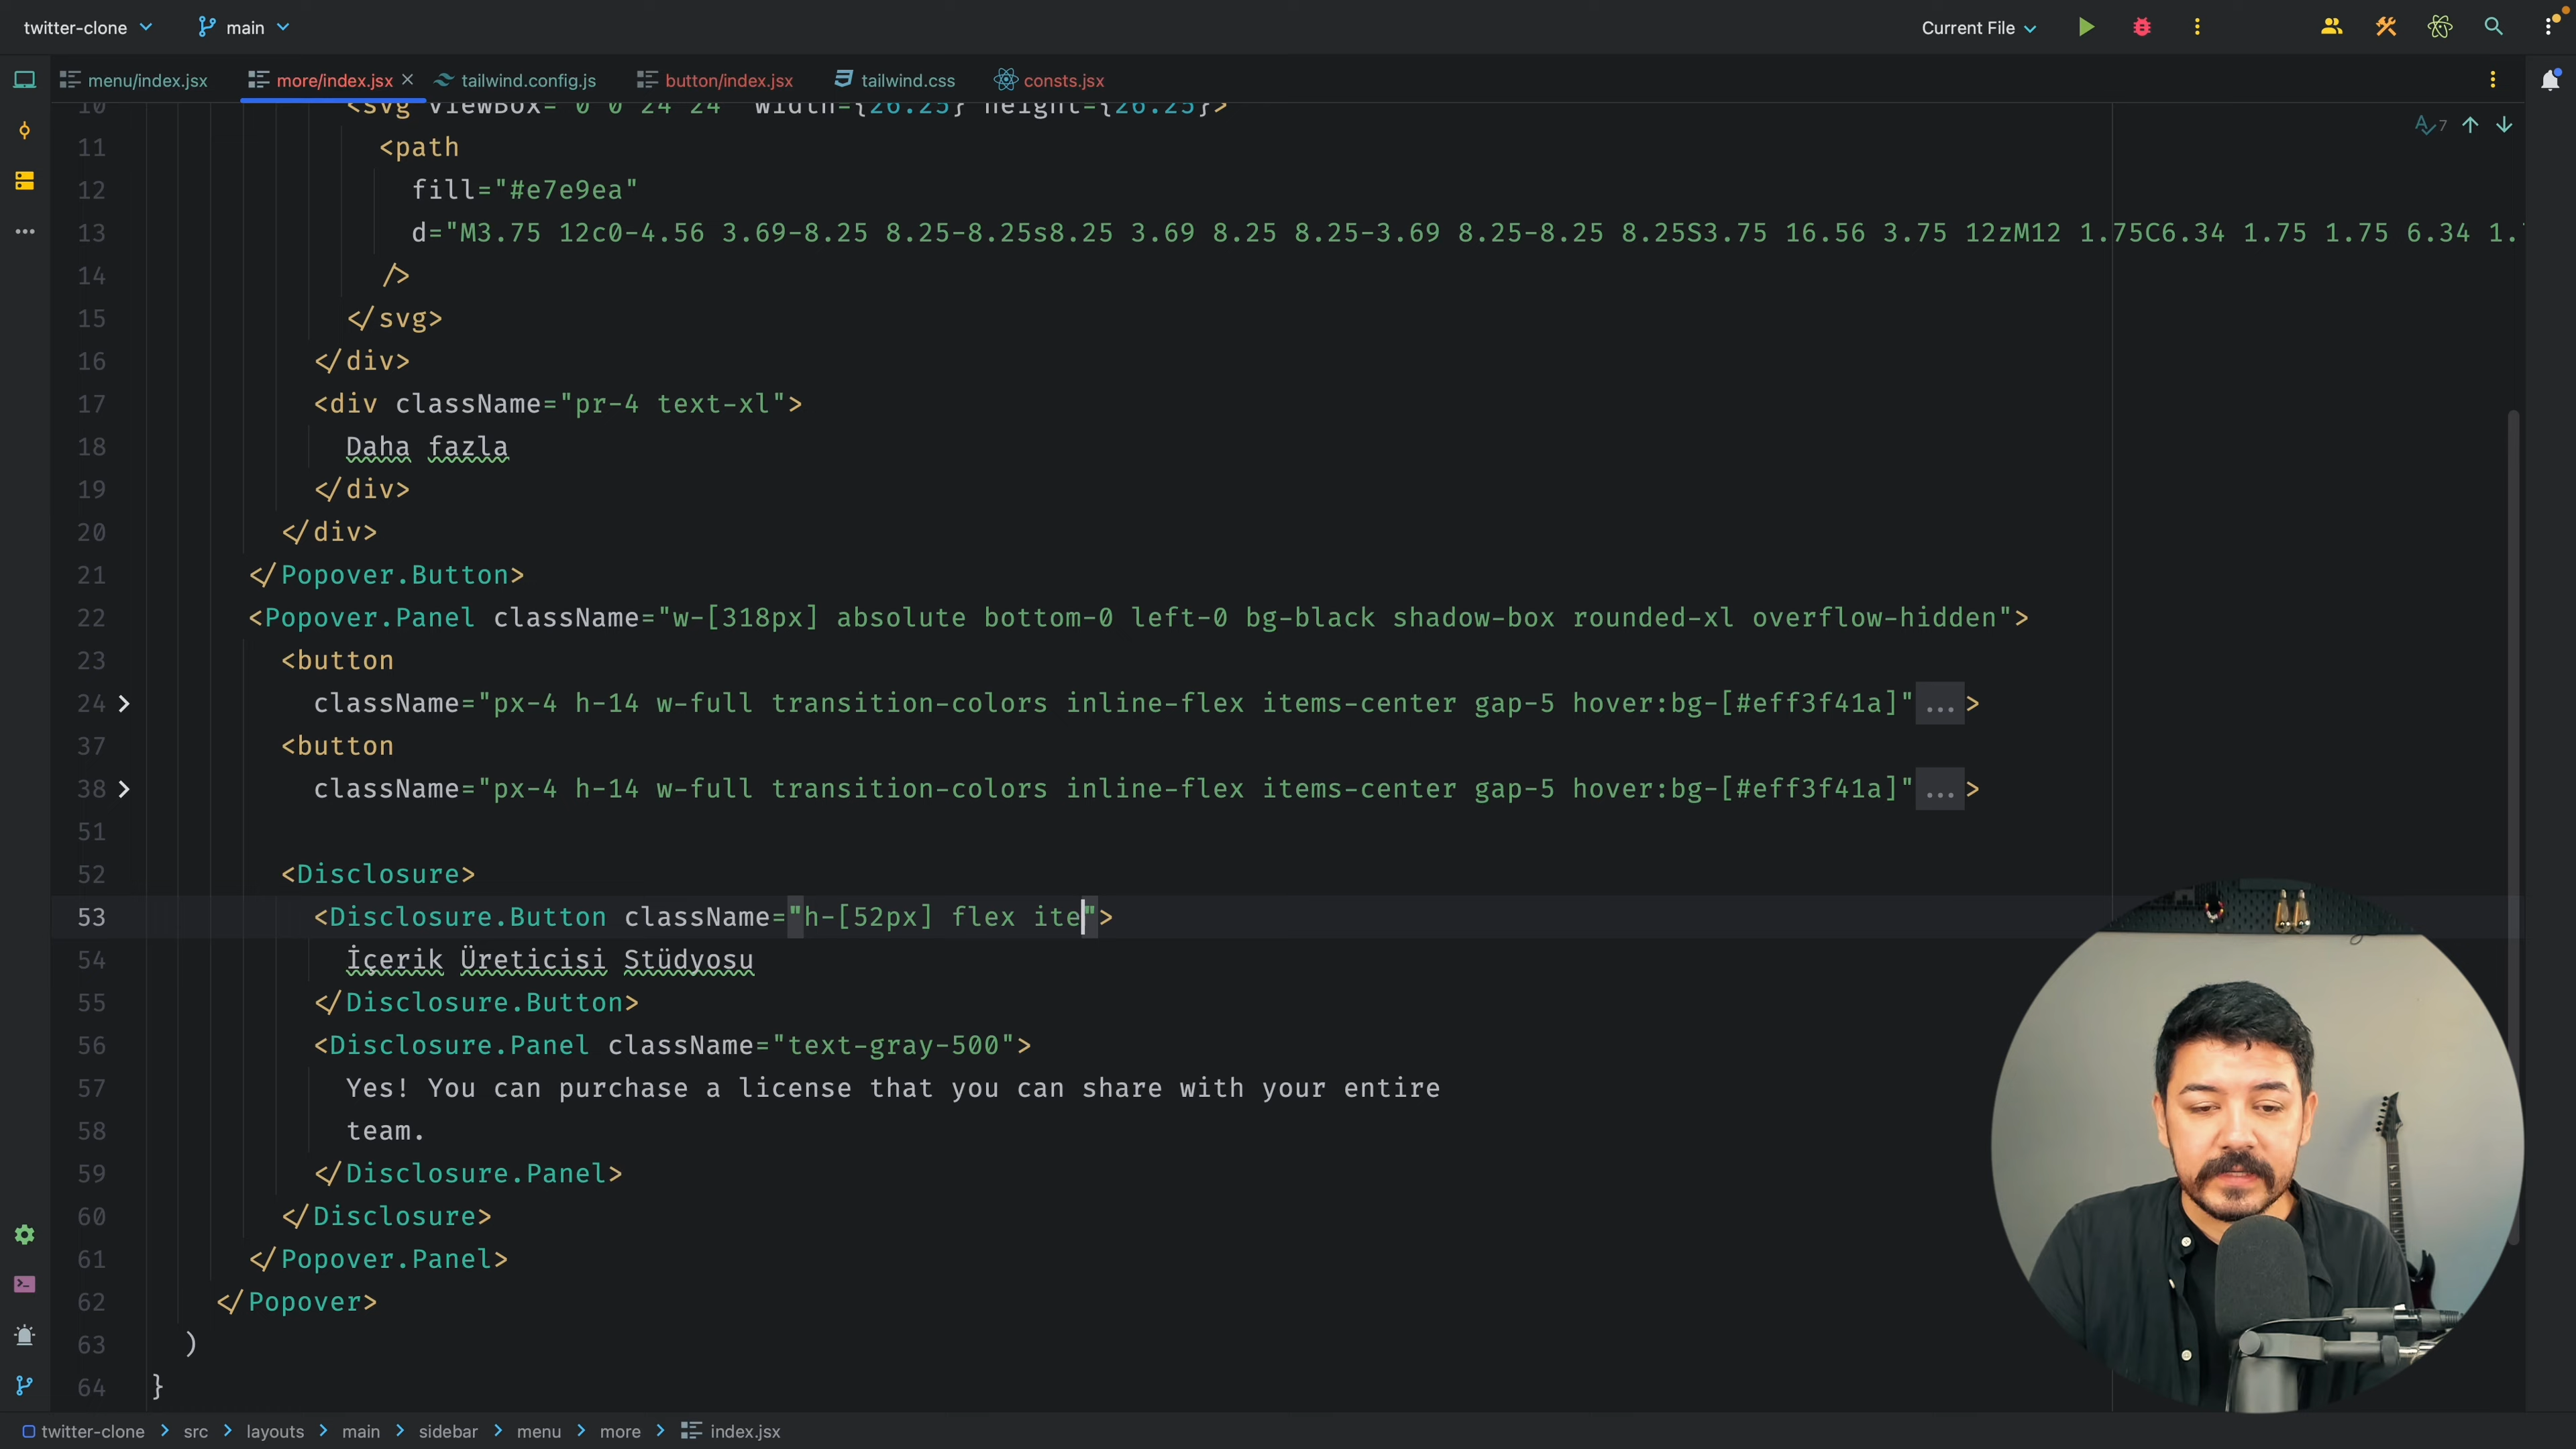 twitter-clone main Current File
menu/index.jsx more/index.jsx tailwind.config.js button/index.jsx tailwind.css consts.jsx
10 <svg viewBox="0 0 24 24" width={26.25} height={26.25}>
7
11 <path
12 fill="#e7e9ea"
13 d="M3.75 12c0-4.56 3.69-8.25 8.25-8.25s8.25 3.69 8.25 8.25-3.69 8.25-8.25 8.25S3.75 16.56 3.75 12zM12 1.75C6.34 1.75 1.75 6.34 1.
14 />
15 </svg>
16 </div>
17 <div className="pr-4 text-xl">
18 Daha fazla
19 </div>
20 </div>
21 </Popover.Button>
22 <Popover.Panel className="w-[318px] absolute bottom-0 left-0 bg-black shadow-box rounded-xl overflow-hidden">
23 <button
24 className="px-4 h-14 w-full transition-colors inline-flex items-center gap-5 hover:bg-[#eff3f41a]"...>
37 <button
38 className="px-4 h-14 w-full transition-colors inline-flex items-center gap-5 hover:bg-[#eff3f41a]"...>
51
52 <Disclosure>
53 <Disclosure.Button className="h-[52px] flex ite">
54 İçerik Üreticisi Stüdyosu
55 </Disclosure.Button>
56 <Disclosure.Panel className="text-gray-500">
57 Yes! You can purchase a license that you can share with your entire
58 team.
59 </Disclosure.Panel>
60 </Disclosure>
61 </Popover.Panel>
62 </Popover>
63 )
64 }
twitter-clone > src > layouts > main > sidebar > menu > more > index.jsx